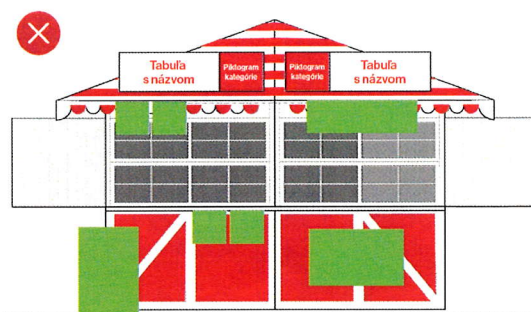 Tabuľa
s názvom
Piktogram
kategórie
Piktogram
kategórie
Tabuľa
s názvom